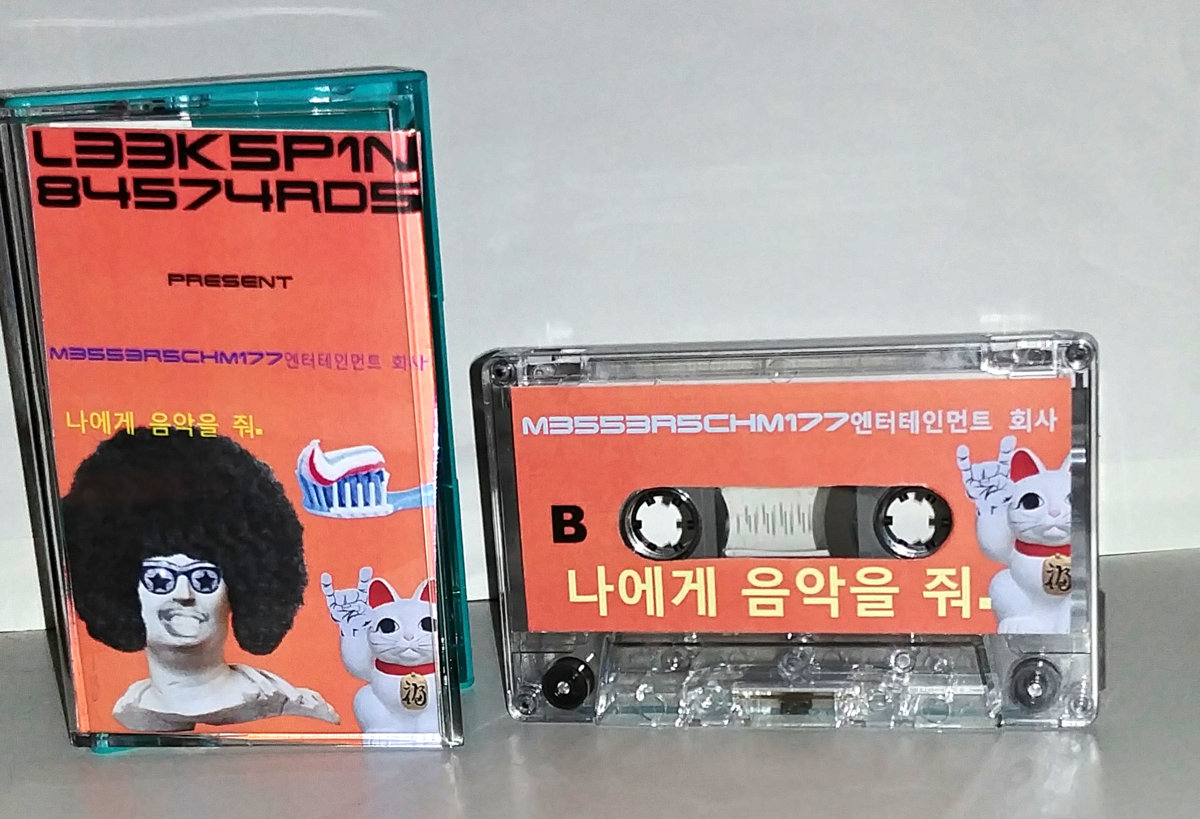 L33K5P1N
84574RD5
PRESENT
M3553R5CHM177엔터테인먼트 회사
나에게 음악을 줘.
M3553R5CHM177엔터테인먼트 회사
B
나에게 음악을 줘.